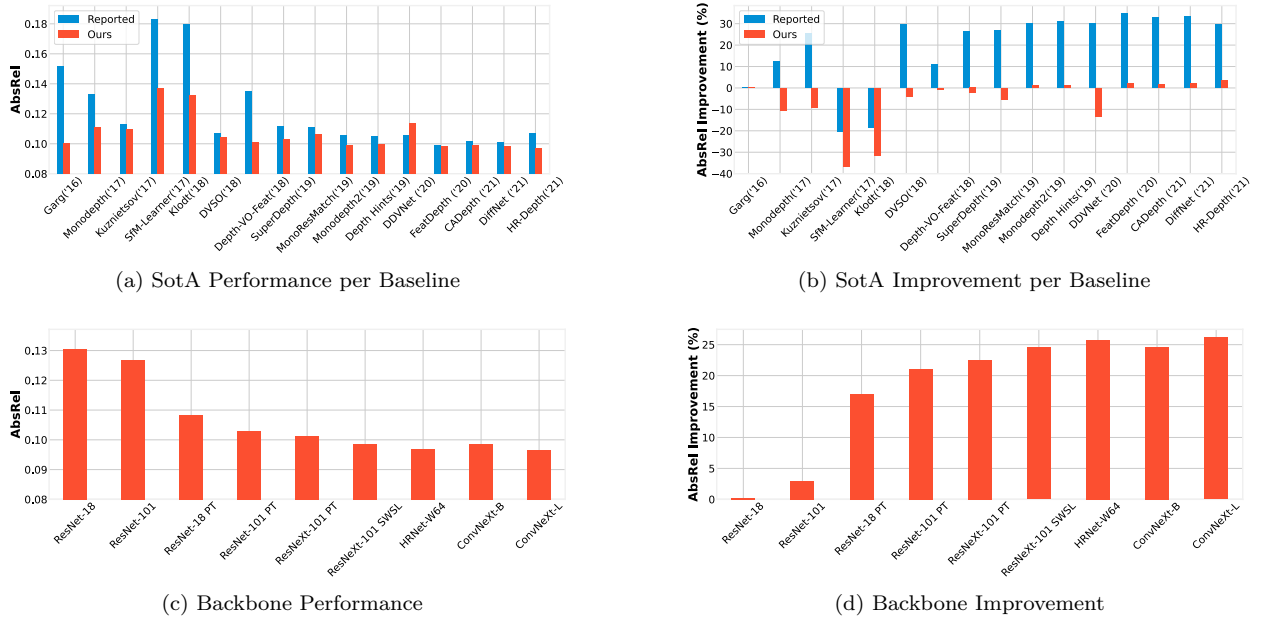 Reported
Ours
AbsRel
0.18
0.16
0.14
0.12
0.10
0.08
Garg('16)
Monodepth('17)
Kuznietsov('17)
SfM-Learner('17)
Klodt('18)
DVSO('18)
Depth-VO-Feat('18)
SuperDepth('19)
MonoResMatch('19)
Monodepth2('19)
Depth Hints('19)
DDVNet ('20)
FeatDepth ('20)
CADepth ('21)
DiffNet ('21)
HR-Depth('21)
(a) SotA Performance per Baseline
Reported
Ours
AbsRel Improvement (%)
30
20
10
0
−10
−20
−30
−40
Garg('16)
Monodepth('17)
Kuznietsov('17)
SfM-Learner('17)
Klodt('18)
DVSO('18)
Depth-VO-Feat('18)
SuperDepth('19)
MonoResMatch('19)
Monodepth2('19)
Depth Hints('19)
DDVNet ('20)
FeatDepth ('20)
CADepth ('21)
DiffNet ('21)
HR-Depth('21)
(b) SotA Improvement per Baseline
AbsRel
0.13
0.12
0.11
0.10
0.09
0.08
ResNet-18
ResNet-101
ResNet-18 PT
ResNet-101 PT
ResNeXt-101 PT
ResNeXt-101 SWSL
HRNet-W64
ConvNeXt-B
ConvNeXt-L
(c) Backbone Performance
AbsRel Improvement (%)
25
20
15
10
5
0
ResNet-18
ResNet-101
ResNet-18 PT
ResNet-101 PT
ResNeXt-101 PT
ResNeXt-101 SWSL
HRNet-W64
ConvNeXt-B
ConvNeXt-L
(d) Backbone Improvement